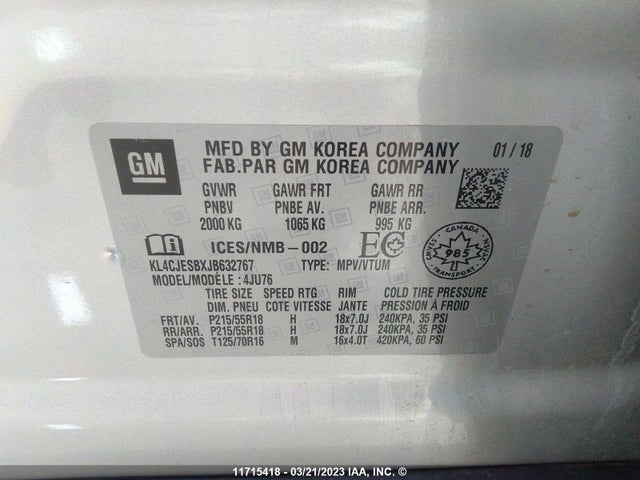 GM
MFD BY GM KOREA COMPANY 01 / 18
FAB.PAR GM KOREA COMPANY
GVWR GAWR FRT GAWR RR
PNBV PNBE AV. PNBE ARR.
2000 KG 1065 KG 995 KG
ICES/NMB-002 EC
CANADA
CMVSS 985 NSVAC
TRANSPORT
KL4CJESBXJB632767 TYPE: MPV/VTUM
MODEL/MODÈLE : 4JU76
TIRE SIZE SPEED RTG RIM COLD TIRE PRESSURE
DIM. PNEU COTE VITESSE JANTE PRESSION À FROID
FRT/AV. P215/55R18 H 18x7.0J 240KPA, 35 PSI
RR/ARR. P215/55R18 H 18x7.0J 240KPA, 35 PSI
SPA/SOS T125/70R16 M 16x4.0T 420KPA, 60 PSI
11715418 - 03/21/2023 IAA, INC. ©